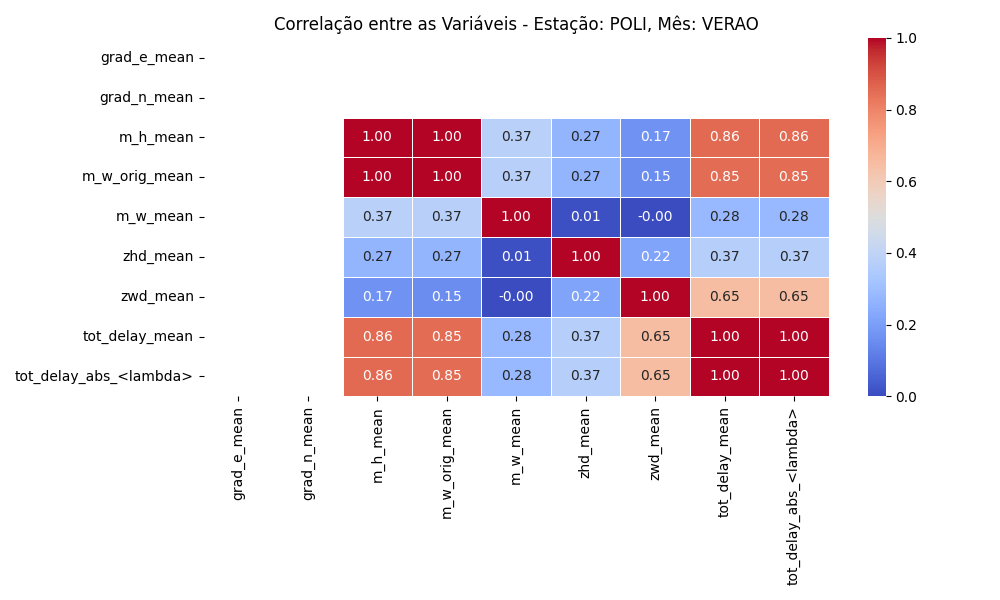 Correlação entre as Variáveis - Estação: POLI, Mês: VERAO
grad_e_mean
grad_n_mean
m_h_mean 1.00 1.00 0.37 0.27 0.17 0.86 0.86
m_w_orig_mean 1.00 1.00 0.37 0.27 0.15 0.85 0.85
m_w_mean 0.37 0.37 1.00 0.01 -0.00 0.28 0.28
zhd_mean 0.27 0.27 0.01 1.00 0.22 0.37 0.37
zwd_mean 0.17 0.15 -0.00 0.22 1.00 0.65 0.65
tot_delay_mean 0.86 0.85 0.28 0.37 0.65 1.00 1.00
tot_delay_abs_<lambda> 0.86 0.85 0.28 0.37 0.65 1.00 1.00
grad_e_mean
grad_n_mean
m_h_mean
m_w_orig_mean
m_w_mean
zhd_mean
zwd_mean
tot_delay_mean
tot_delay_abs_<lambda>
1.0
0.8
0.6
0.4
0.2
0.0